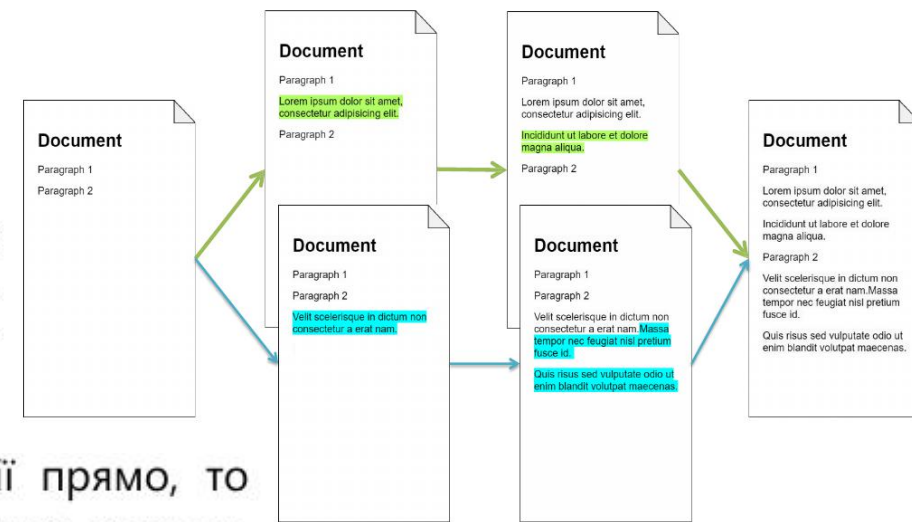 Document
Paragraph 1
Paragraph 2
Document
Paragraph 1
Lorem ipsum dolor sit amet,
consectetur adipisicing elit.
Paragraph 2
Document
Paragraph 1
Lorem ipsum dolor sit amet,
consectetur adipisicing elit.
Incididunt ut labore et dolore
magna aliqua.
Paragraph 2
Document
Paragraph 1
Paragraph 2
Velit scelerisque in dictum non
consectetur a erat nam.
Document
Paragraph 1
Paragraph 2
Velit scelerisque in dictum non
consectetur a erat nam.Massa
tempor nec feugiat nisl pretium
fusce id.
Quis risus sed vulputate odio ut
enim blandit volutpat maecenas.
Document
Paragraph 1
Lorem ipsum dolor sit amet,
consectetur adipisicing elit.
Incididunt ut labore et dolore
magna aliqua.
Paragraph 2
Velit scelerisque in dictum non
consectetur a erat nam.Massa
tempor nec feugiat nisl pretium
fusce id.
Quis risus sed vulputate odio ut
enim blandit volutpat maecenas.
ії прямо, то